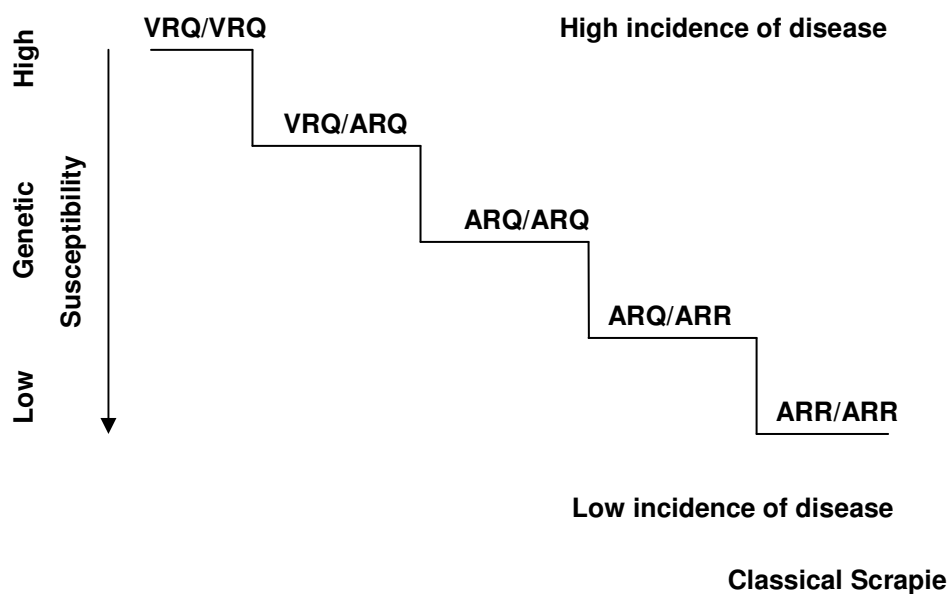 VRQ/VRQ
High incidence of disease
High
VRQ/ARQ
Genetic
Susceptibility
ARQ/ARQ
ARQ/ARR
Low
ARR/ARR
Low incidence of disease
Classical Scrapie